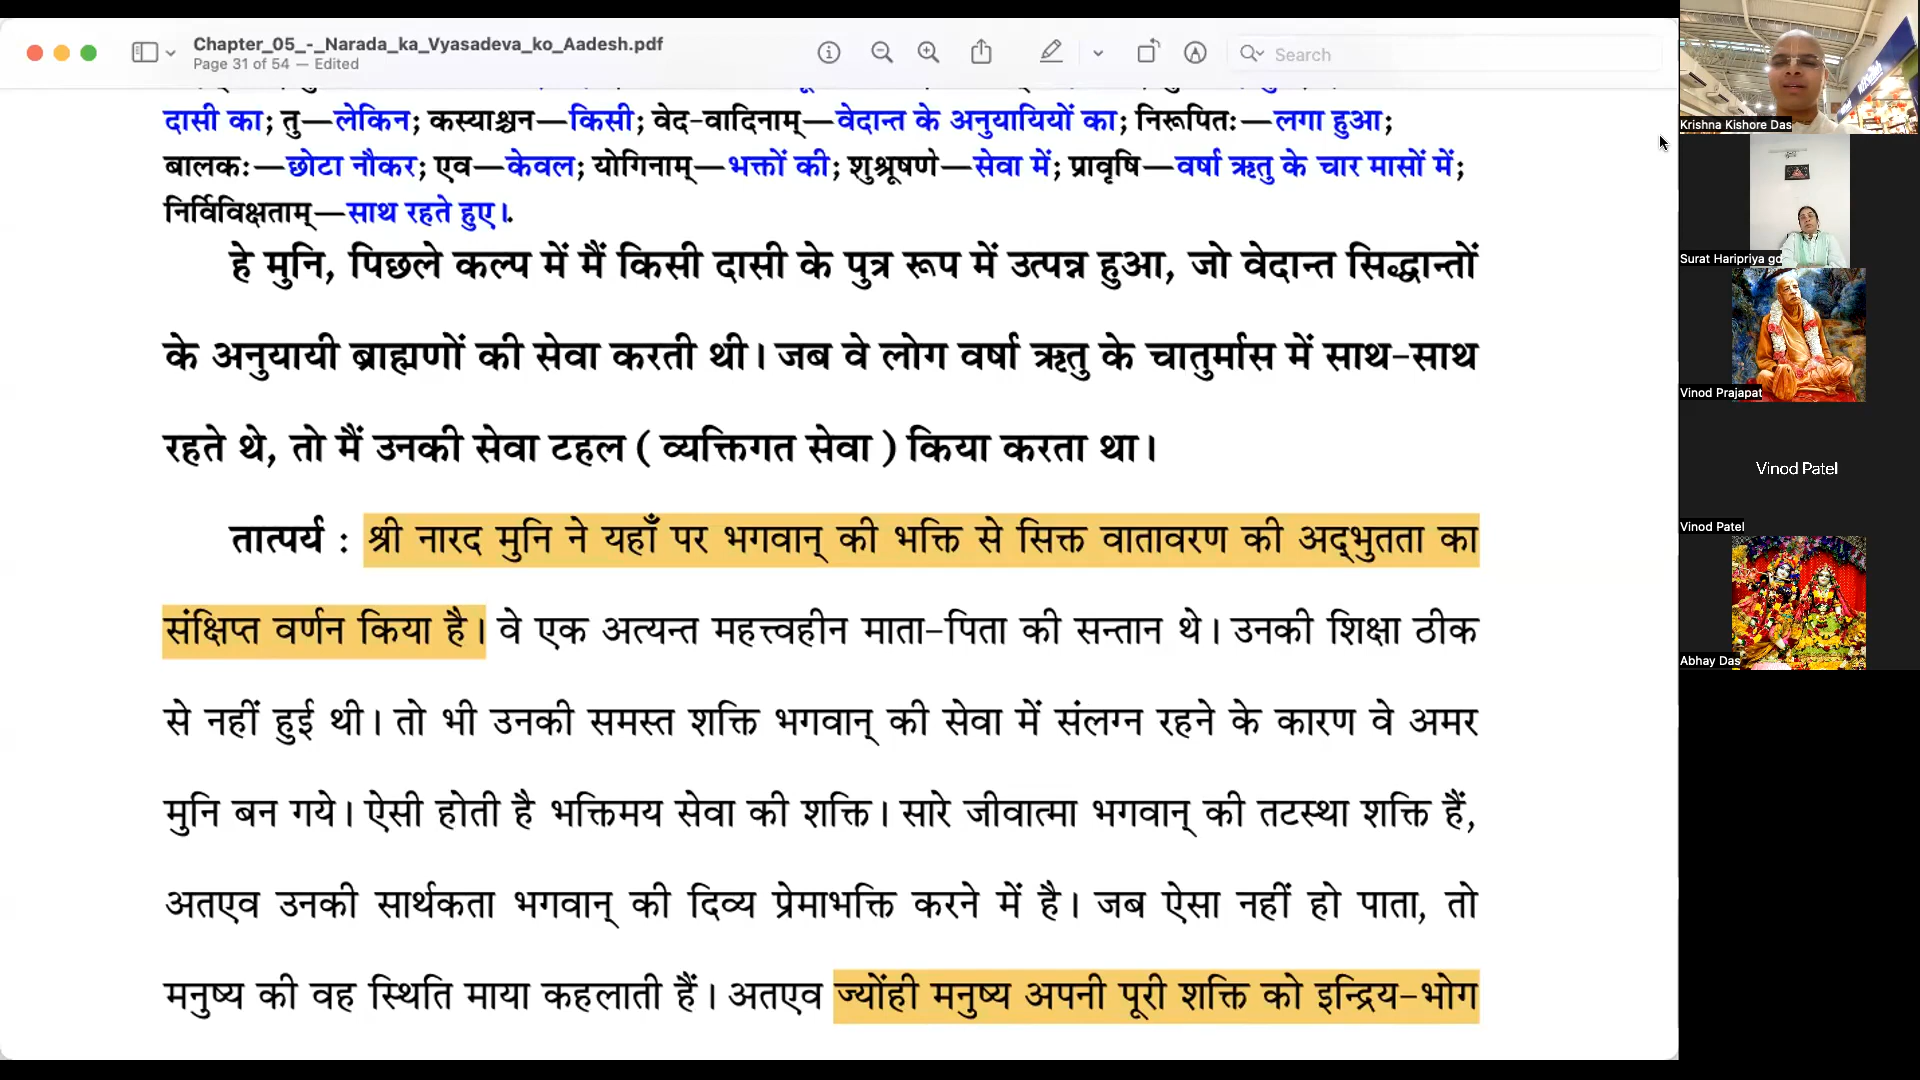 Chapter_05_-_Narada_ka_Vyasadeva_ko_Aadesh.pdf
Page 31 of 54 — Edited
Search
दासी का; तु—लेकिन; कस्याश्चन—किसी; वेद-वादिनाम्—वेदान्त के अनुयायियों का; निरूपितः—लगा हुआ;
बालकः—छोटा नौकर; एव—केवल; योगिनाम्—भक्तों की; शुश्रूषणे—सेवा में; प्रावृषि—वर्षा ऋतु के चार मासों में;
निर्विविक्षताम्—साथ रहते हुए।.
हे मुनि, पिछले कल्प में मैं किसी दासी के पुत्र रूप में उत्पन्न हुआ, जो वेदान्त सिद्धान्तों
के अनुयायी ब्राह्मणों की सेवा करती थी। जब वे लोग वर्षा ऋतु के चातुर्मास में साथ-साथ
रहते थे, तो मैं उनकी सेवा टहल ( व्यक्तिगत सेवा ) किया करता था।
तात्पर्य : श्री नारद मुनि ने यहाँ पर भगवान् की भक्ति से सिक्त वातावरण की अद्भुतता का
संक्षिप्त वर्णन किया है। वे एक अत्यन्त महत्त्वहीन माता-पिता की सन्तान थे। उनकी शिक्षा ठीक
से नहीं हुई थी। तो भी उनकी समस्त शक्ति भगवान् की सेवा में संलग्न रहने के कारण वे अमर
मुनि बन गये। ऐसी होती है भक्तिमय सेवा की शक्ति। सारे जीवात्मा भगवान् की तटस्था शक्ति हैं,
अतएव उनकी सार्थकता भगवान् की दिव्य प्रेमाभक्ति करने में है। जब ऐसा नहीं हो पाता, तो
मनुष्य की वह स्थिति माया कहलाती हैं। अतएव ज्योंही मनुष्य अपनी पूरी शक्ति को इन्द्रिय-भोग
Krishna Kishore Das
Surat Haripriya gd
Vinod Prajapat
Vinod Patel
Vinod Patel
Abhay Das